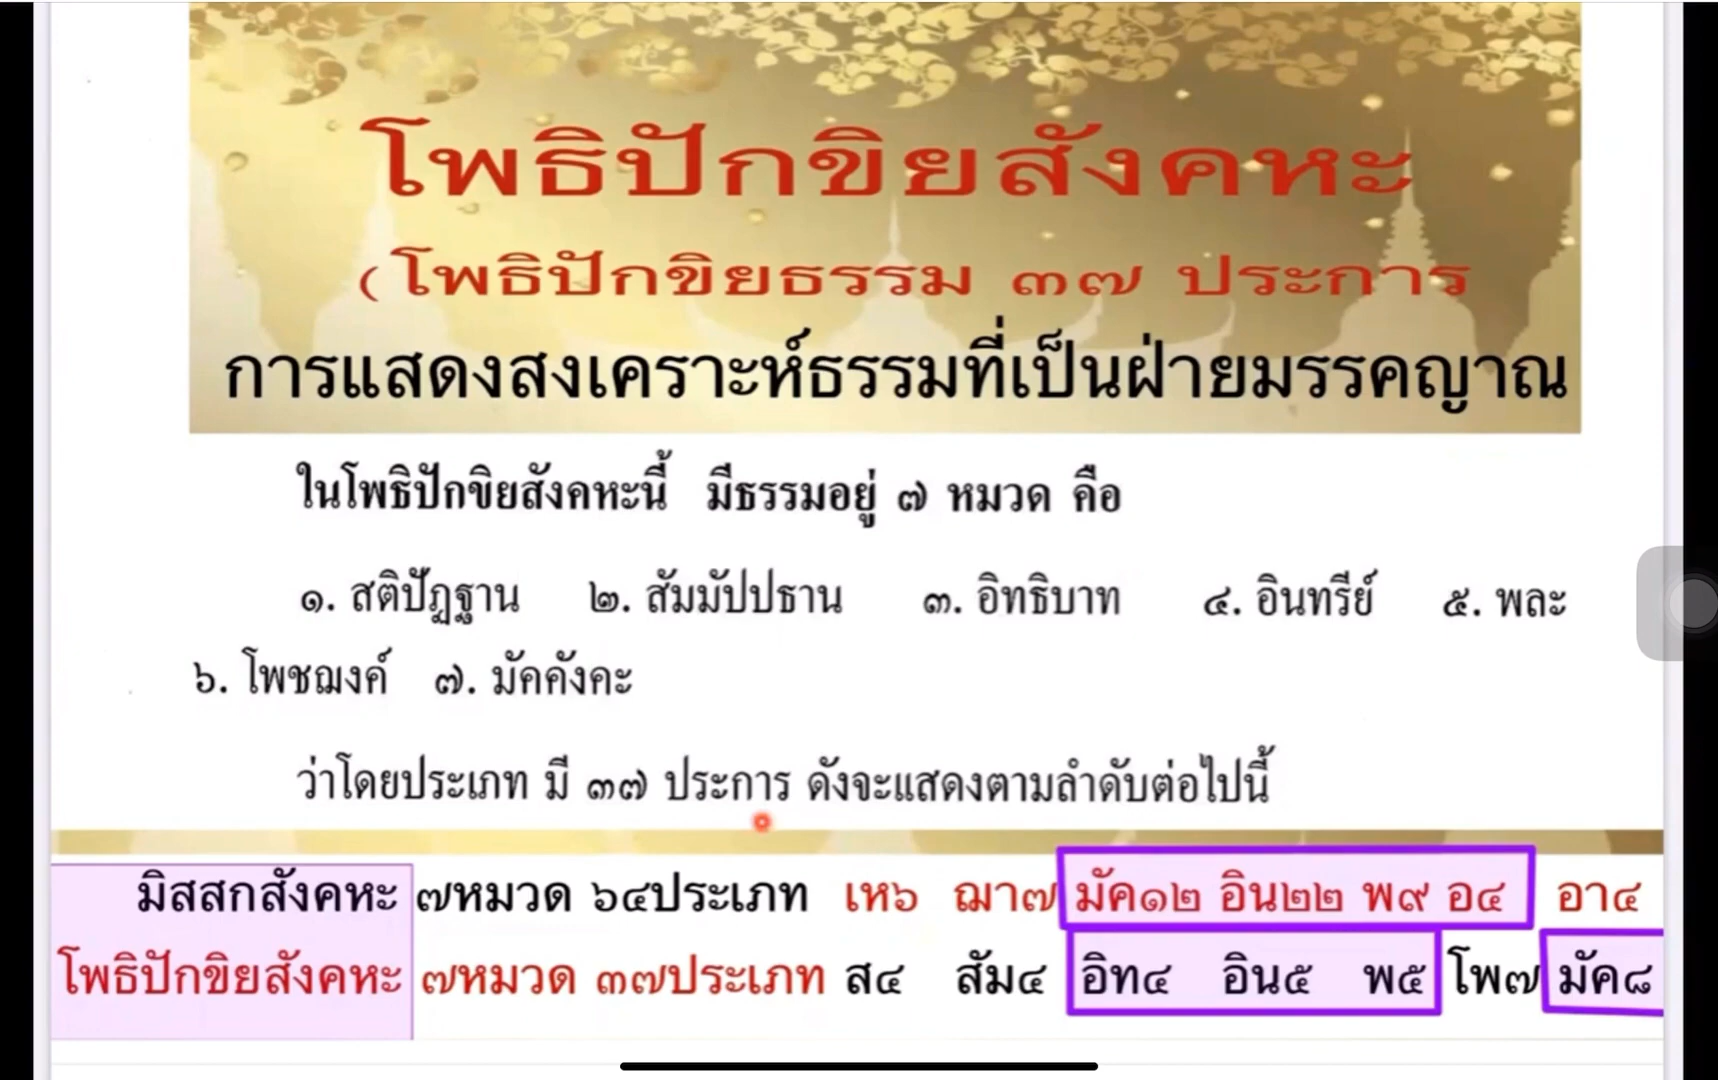 โพธิปักขิยสังคหะ
(โพธิปักขิยธรรม ๓๗ ประการ
การแสดงสงเคราะห์ธรรมที่เป็นฝ่ายมรรคญาณ
ในโพธิปักขิยสังคหะนี้ มีธรรมอยู่ ๗ หมวด คือ
๑. สติปัฏฐาน ๒. สัมมัปปธาน ๓. อิทธิบาท ๔. อินทรีย์ ๕. พละ
๖. โพชฌงค์ ๗. มัคคังคะ
ว่าโดยประเภท มี ๓๗ ประการ ดังจะแสดงตามลำดับต่อไปนี้
มิสสกสังคหะ ๗หมวด ๖๔ประเภท เห๖ ฌา๗ มัค๑๒ อิน๒๒ พ๙ อ๔ อา๔
โพธิปักขิยสังคหะ ๗หมวด ๓๗ประเภท ส๔ สัม๔ อิท๔ อิน๕ พ๕ โพ๗ มัค๘